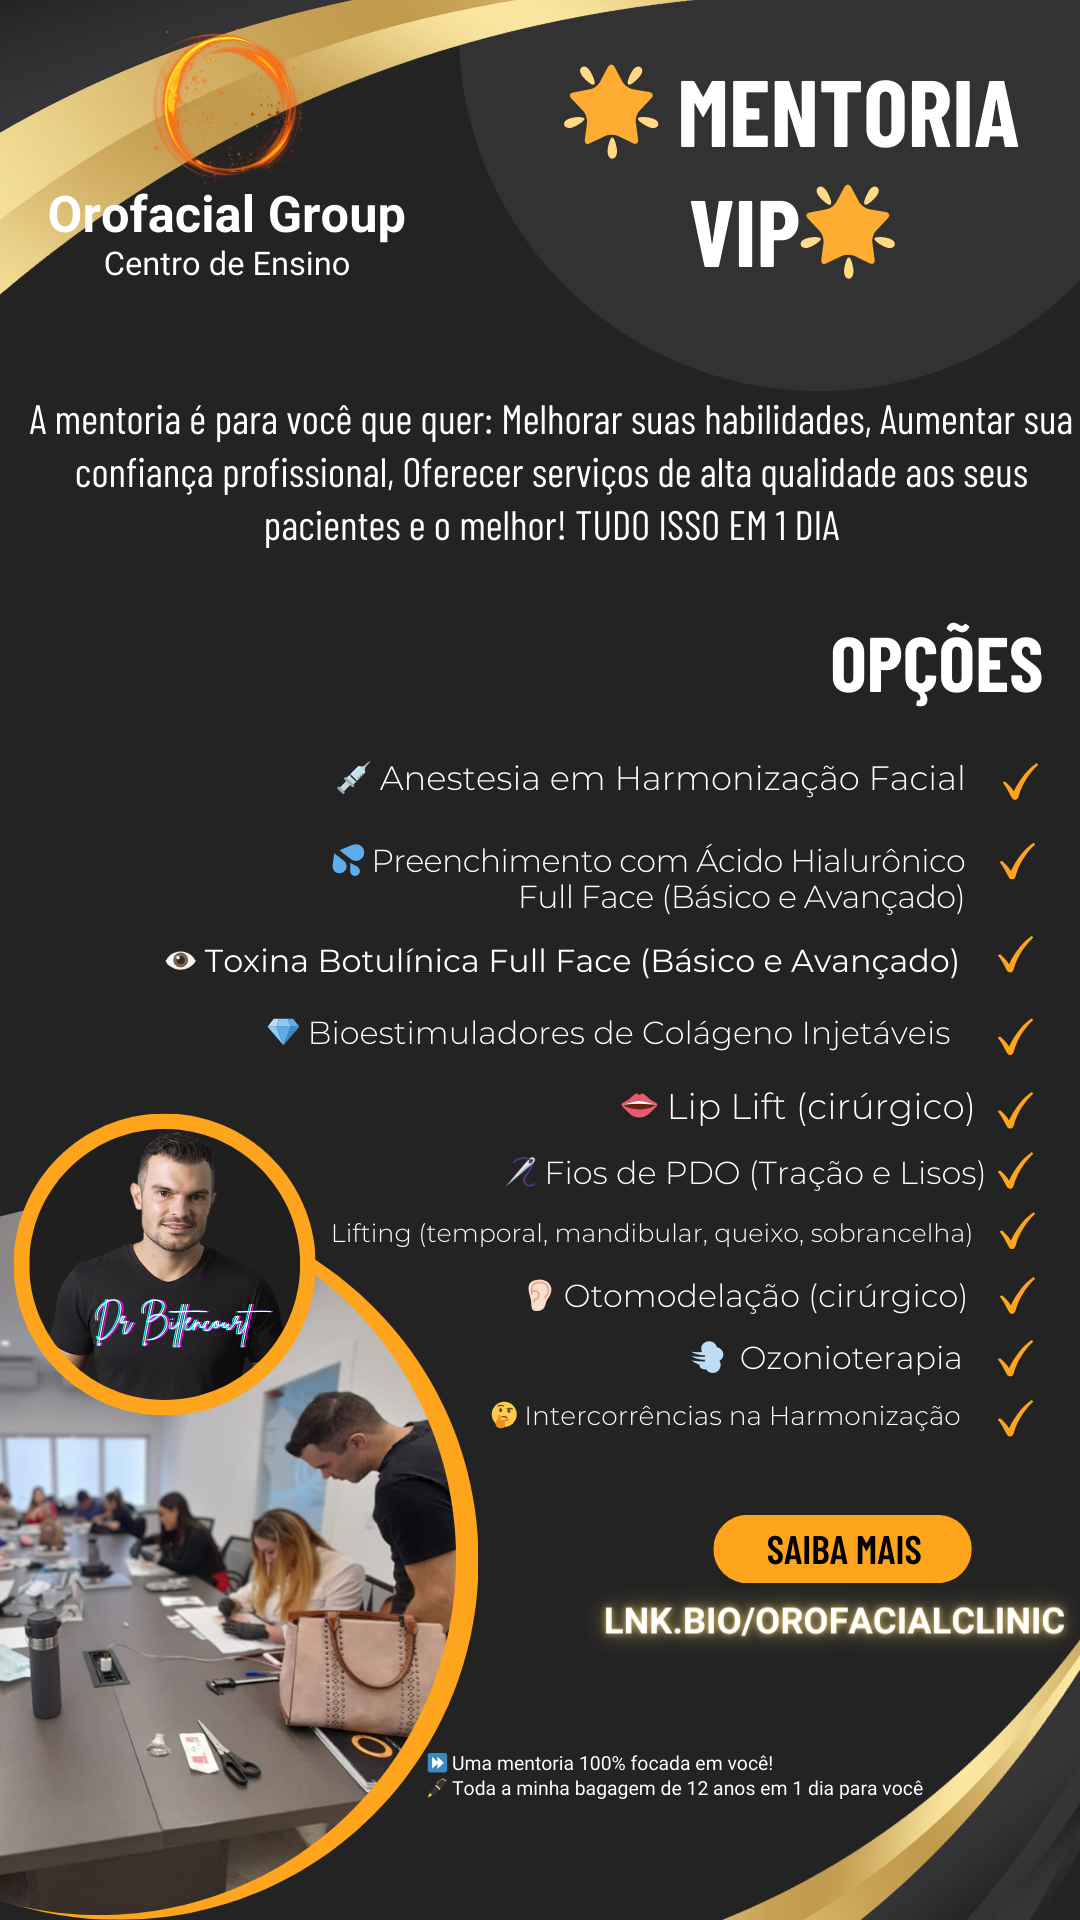 Orofacial Group
Centro de Ensino
🌟 MENTORIA
VIP🌟
A mentoria é para você que quer: Melhorar suas habilidades, Aumentar sua
confiança profissional, Oferecer serviços de alta qualidade aos seus
pacientes e o melhor! TUDO ISSO EM 1 DIA
OPÇÕES
💉 Anestesia em Harmonização Facial
💦 Preenchimento com Ácido Hialurônico
Full Face (Básico e Avançado)
👁️ Toxina Botulínica Full Face (Básico e Avançado)
💎 Bioestimuladores de Colágeno Injetáveis
👄 Lip Lift (cirúrgico)
🪡 Fios de PDO (Tração e Lisos)
Lifting (temporal, mandibular, queixo, sobrancelha)
👂🏻 Otomodelação (cirúrgico)
💨 Ozonioterapia
🤔 Intercorrências na Harmonização
Dr Bittencourt
SAIBA MAIS
LNK.BIO/OROFACIALCLINIC
⏩ Uma mentoria 100% focada em você!
🖋️ Toda a minha bagagem de 12 anos em 1 dia para você